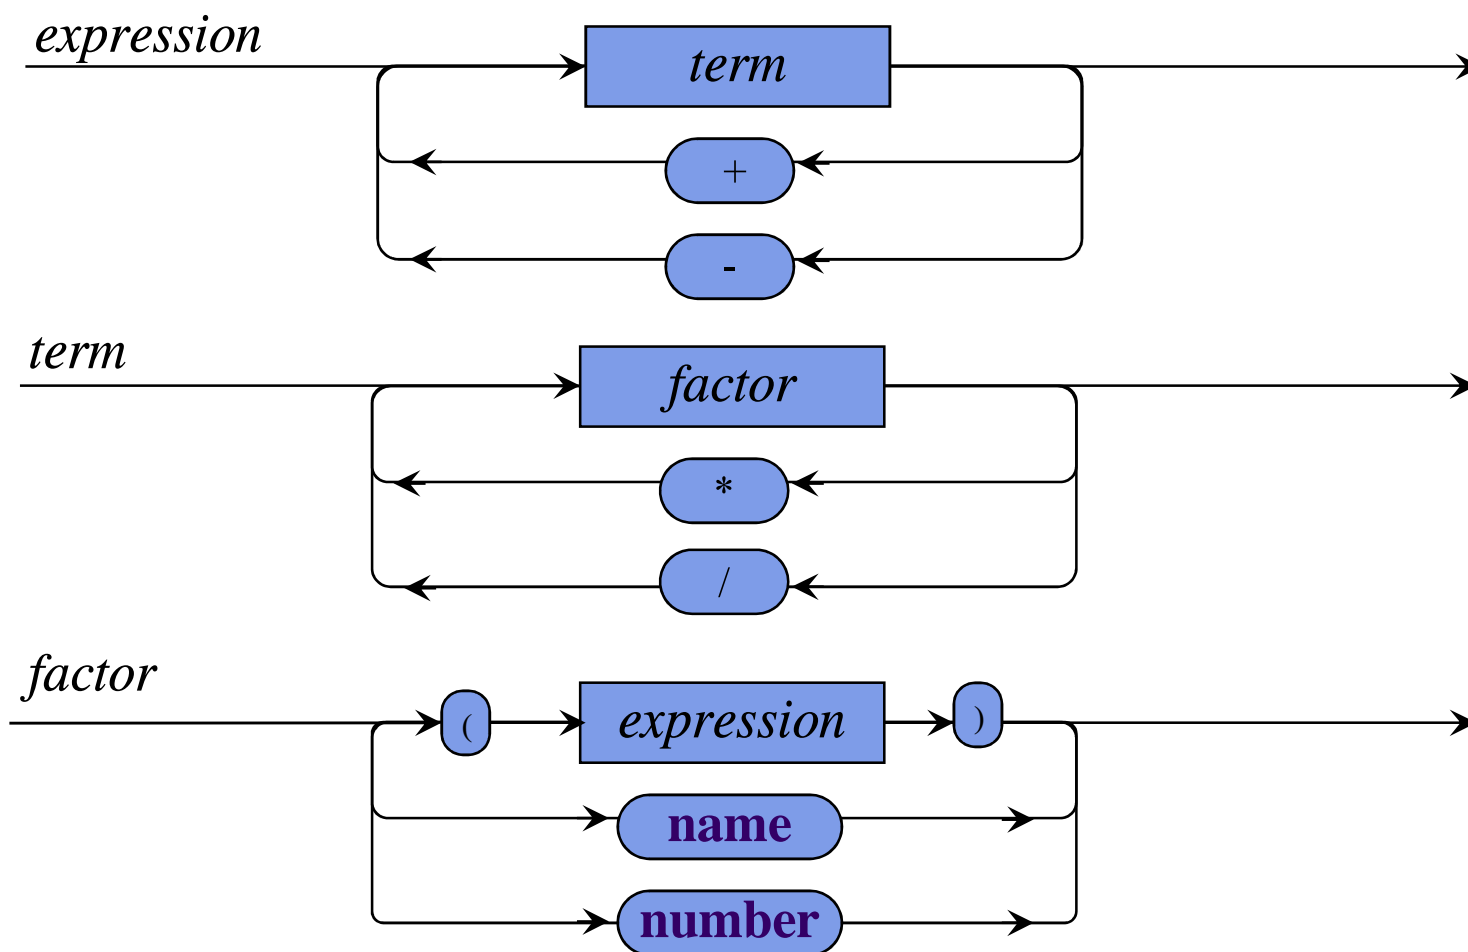 expression
term
+
-
term
factor
*
/
factor
( expression )
name
number